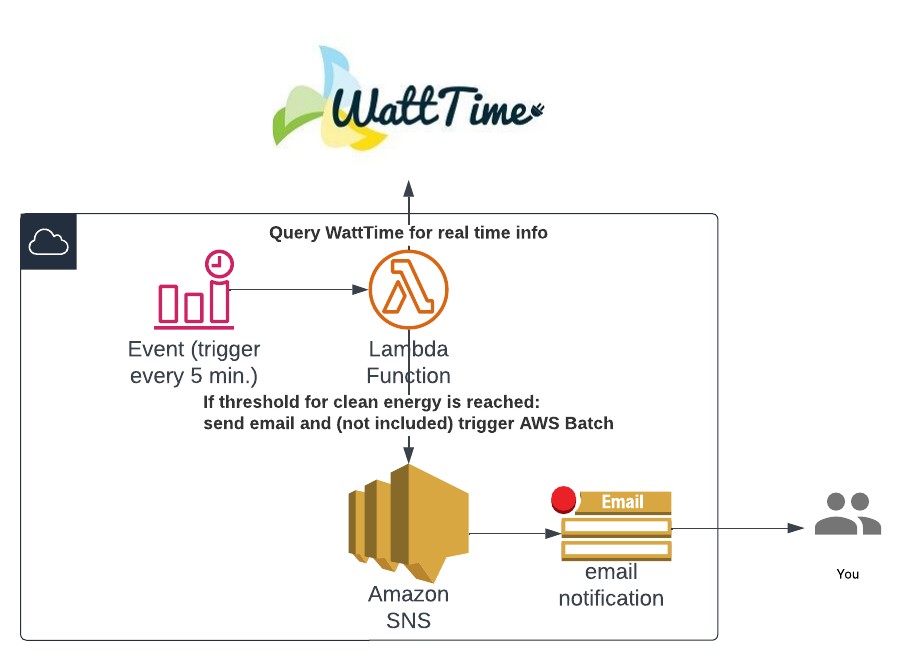 WattTime
Query WattTime for real time info
Event (trigger
every 5 min.)
Lambda
Function
If threshold for clean energy is reached:
send email and (not included) trigger AWS Batch
Email
Amazon
SNS
email
notification
You